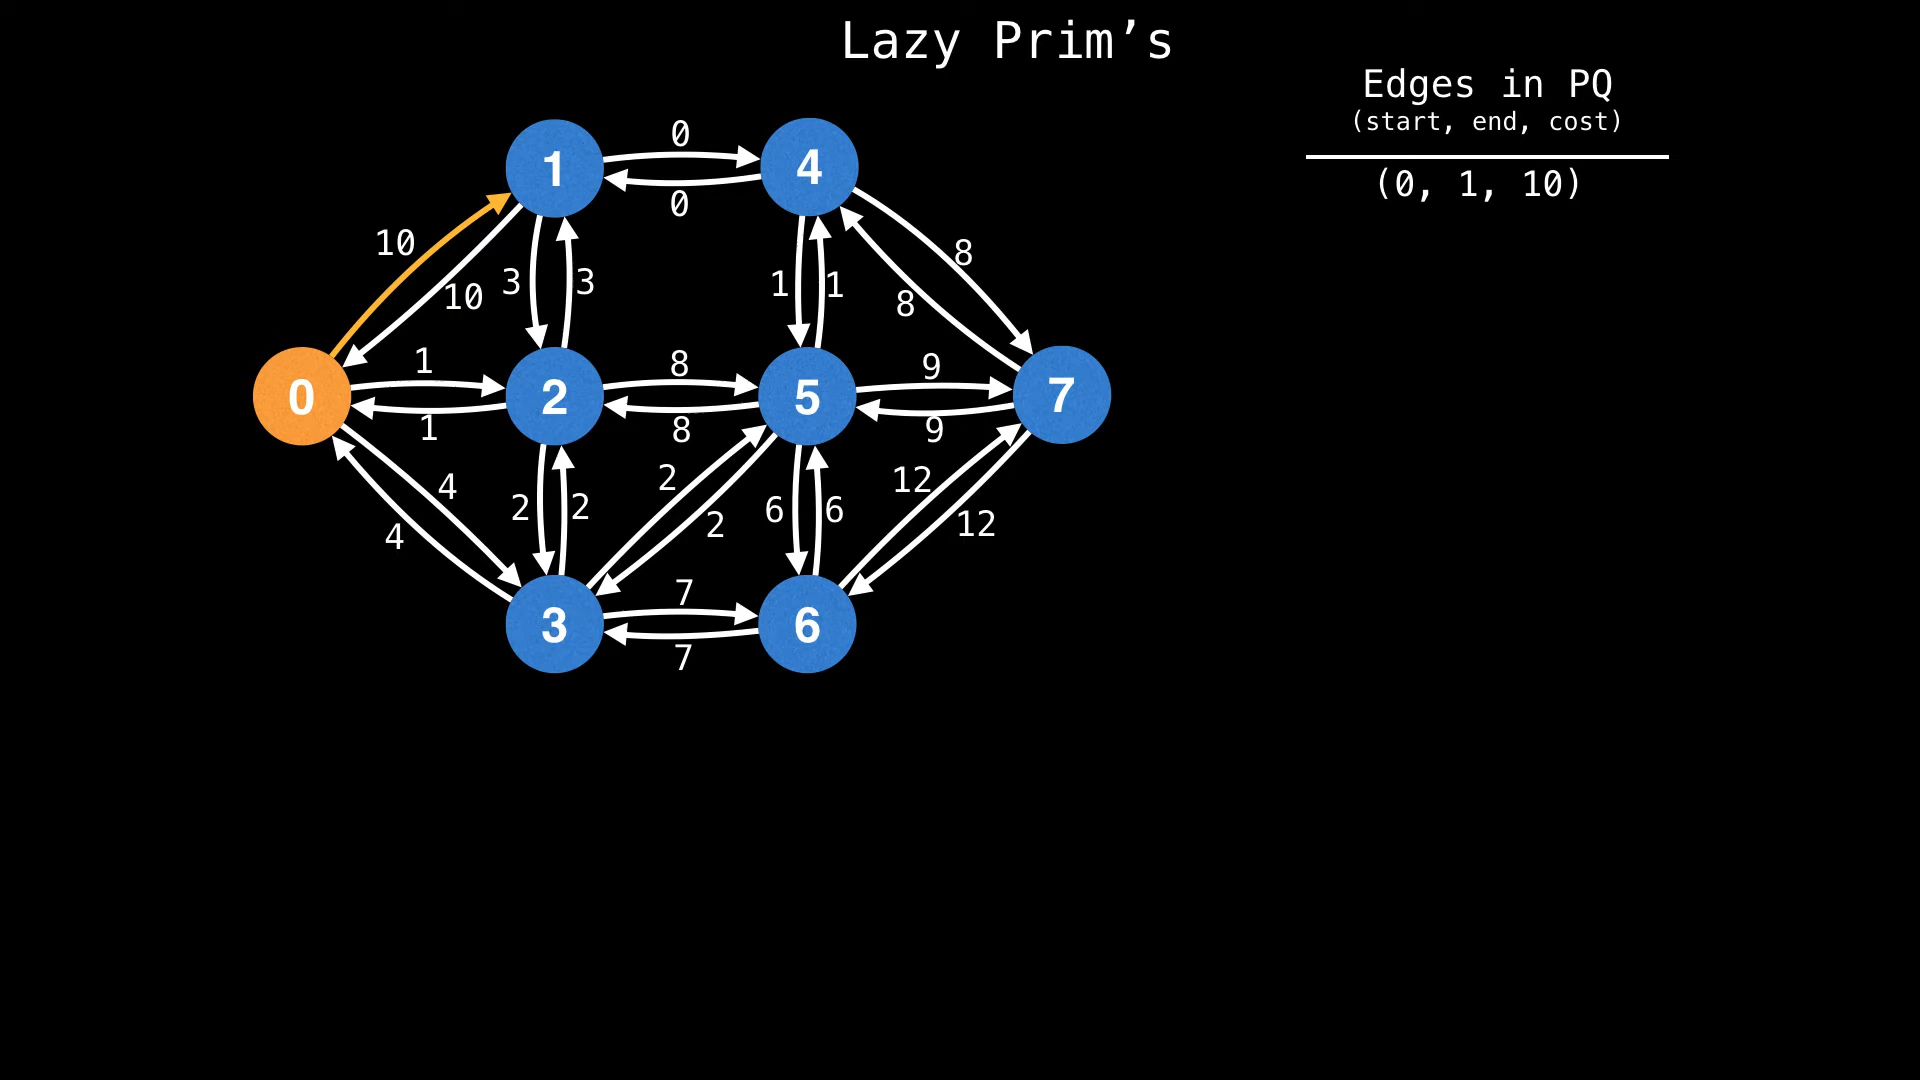 Lazy Prim’s
Edges in PQ
(start, end, cost)
(0, 1, 10)
0
1 4
0
10 8
10 3 3 1 1 8
1 8 9
0 2 5 7
1 8 9
4 2 12
4 2 2 2 6 6 12
7
3 6
7